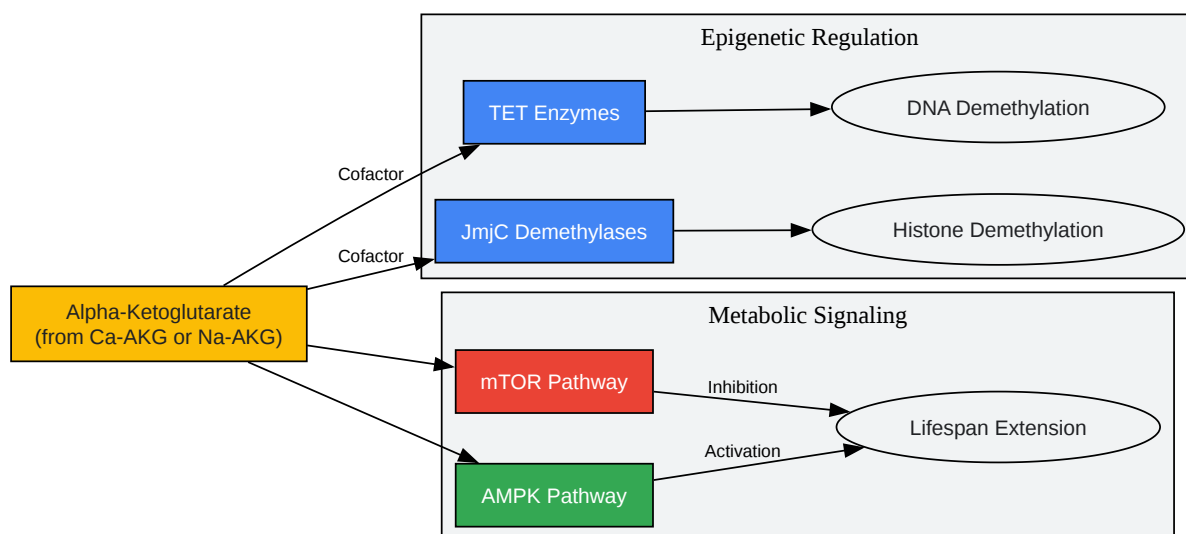 Epigenetic Regulation
TET Enzymes
DNA Demethylation
Cofactor
JmjC Demethylases
Histone Demethylation
Cofactor
Alpha-Ketoglutarate
(from Ca-AKG or Na-AKG)
Metabolic Signaling
mTOR Pathway
Inhibition
Lifespan Extension
Activation
AMPK Pathway